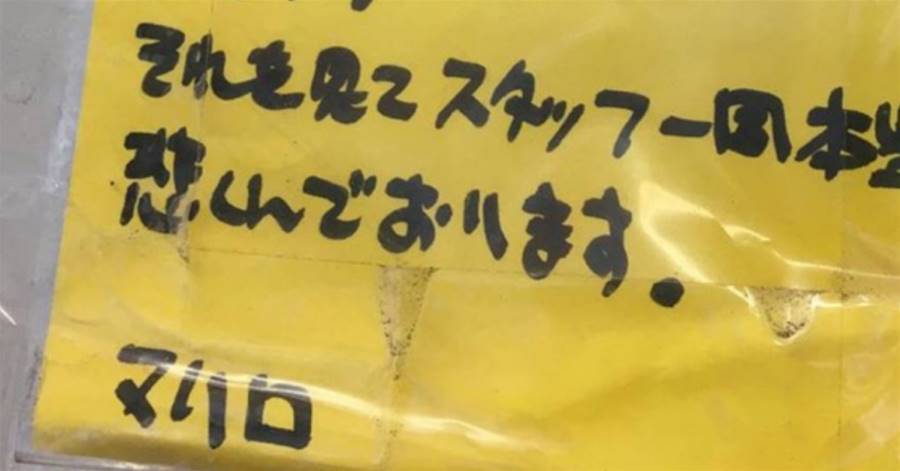 それを見てスタッフ一同本
悲しんでおります。
マリロ